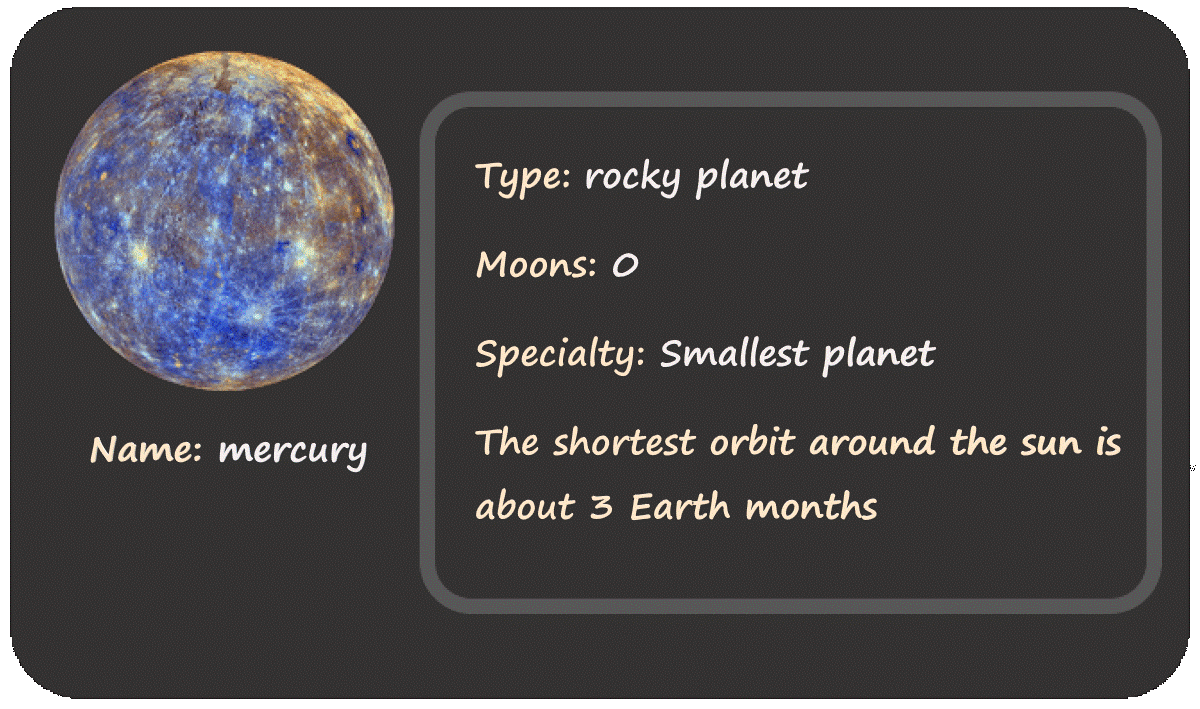 Type: rocky planet
Moons: 0
Specialty: Smallest planet
The shortest orbit around the sun is
about 3 Earth months
Name: mercury